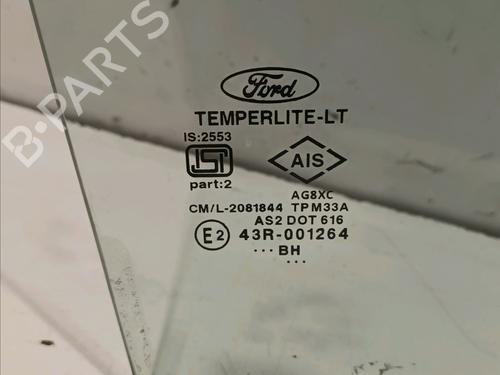 B-PARTS
Ford
TEMPERLITE-LT
IS:2553
ISI
AIS
part:2
AG8XC
CM/L-2081844 TPM33A
AS2 DOT 616
E2 43R-001264
··· BH
···